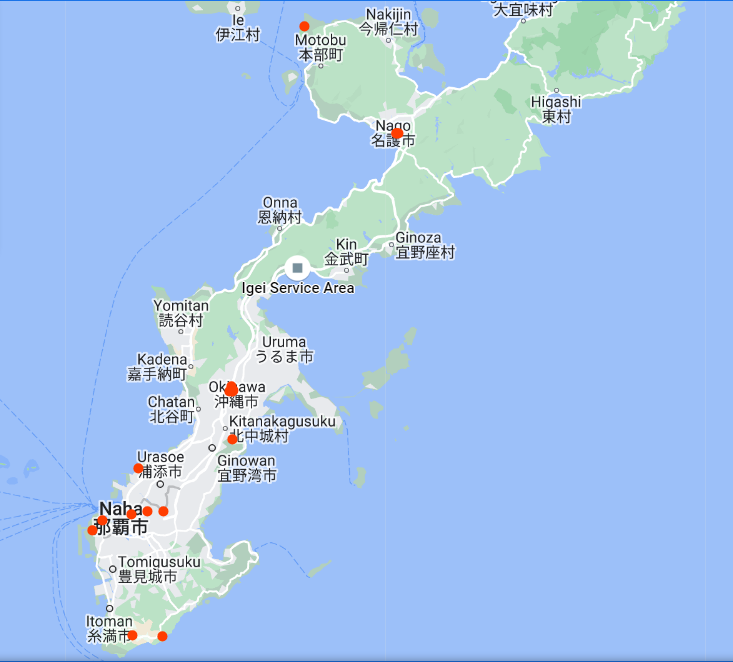 大宜味村
Ie
伊江村
Nakijin
今帰仁村
Motobu
本部町
Higashi
東村
Nago
名護市
Onna
恩納村
Kin
金武町
Ginoza
宜野座村
Igei Service Area
Yomitan
読谷村
Uruma
うるま市
Kadena
嘉手納町
Okinawa
沖縄市
Chatan
北谷町
Kitanakagusuku
北中城村
Urasoe
浦添市
Ginowan
宜野湾市
Naha
那覇市
Tomigusuku
豊見城市
Itoman
糸満市